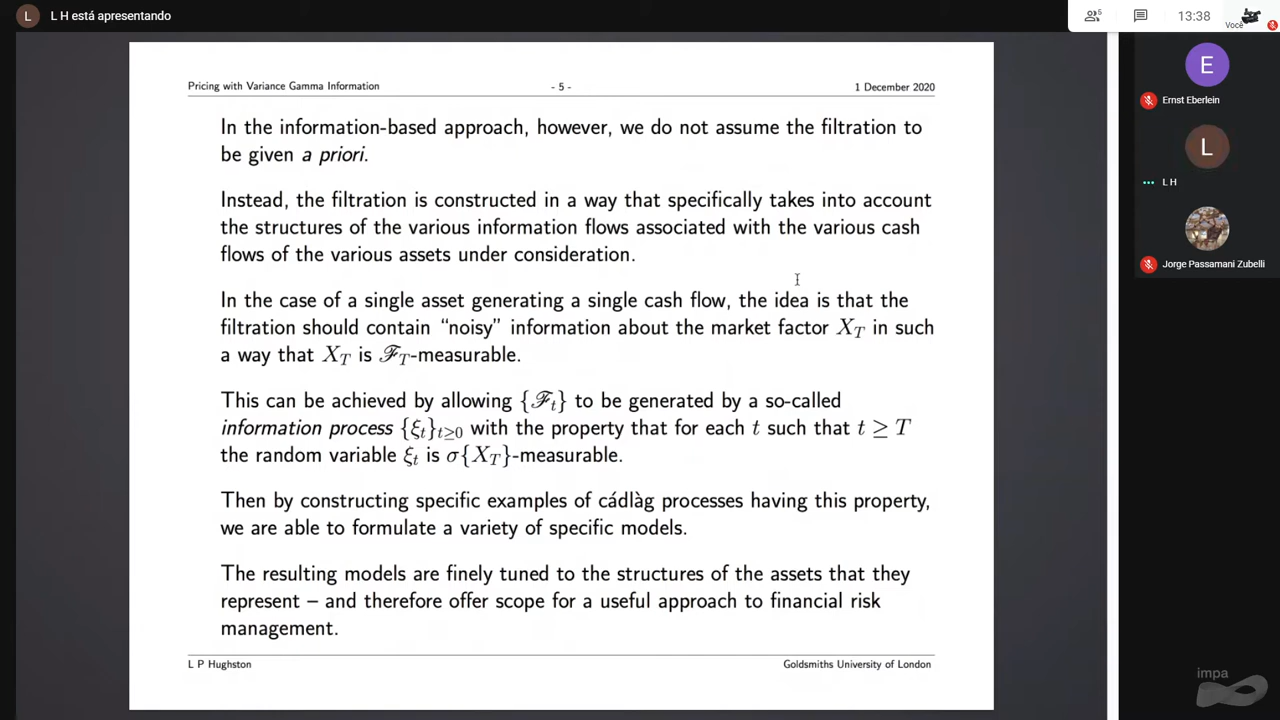 L
L H está apresentando
5
13:38
Você
Pricing with Variance Gamma Information
- 5 -
1 December 2020
In the information-based approach, however, we do not assume the filtration to
be given a priori.
Instead, the filtration is constructed in a way that specifically takes into account
the structures of the various information flows associated with the various cash
flows of the various assets under consideration.
In the case of a single asset generating a single cash flow, the idea is that the
filtration should contain “noisy” information about the market factor X_T in such
a way that X_T is ℱ_T-measurable.
This can be achieved by allowing {ℱ_t} to be generated by a so-called
information process {ξ_t}_{t≥0} with the property that for each t such that t ≥ T
the random variable ξ_t is σ{X_T}-measurable.
Then by constructing specific examples of cádlàg processes having this property,
we are able to formulate a variety of specific models.
The resulting models are finely tuned to the structures of the assets that they
represent – and therefore offer scope for a useful approach to financial risk
management.
L P Hughston
Goldsmiths University of London
E
Ernst Eberlein
L
L H
Jorge Passamani Zubelli
impa